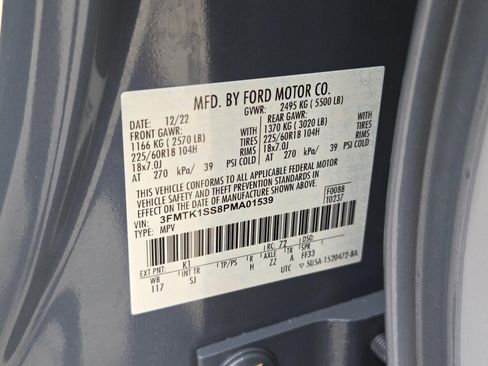 MFD. BY FORD MOTOR CO.
DATE: 12/22 GVWR: 2495 KG ( 5500 LB)
FRONT GAWR: REAR GAWR:
1166 KG ( 2570 LB) WITH 1370 KG ( 3020 LB) WITH
225/60R18 104H TIRES 225/60R18 104H TIRES
18x7.0J RIMS 18x7.0J RIMS
AT 270 kPa/ 39 PSI COLD AT 270 kPa/ 39 PSI COLD
THIS VEHICLE CONFORMS TO ALL APPLICABLE FEDERAL MOTOR
VEHICLE SAFETY AND THEFT PREVENTION STANDARDS IN
EFFECT ON THE DATE OF MANUFACTURE SHOWN ABOVE.
VIN: 3FMTK1SS8PMA01539 F0088
TYPE: MPV T0237
EXT PNT: K1 RC: 72 DSO:
WB INT TR TP/PS R AXLE TR SPR
117 SJ H ZZ A FF33
UTC SU5A-1520472-BA